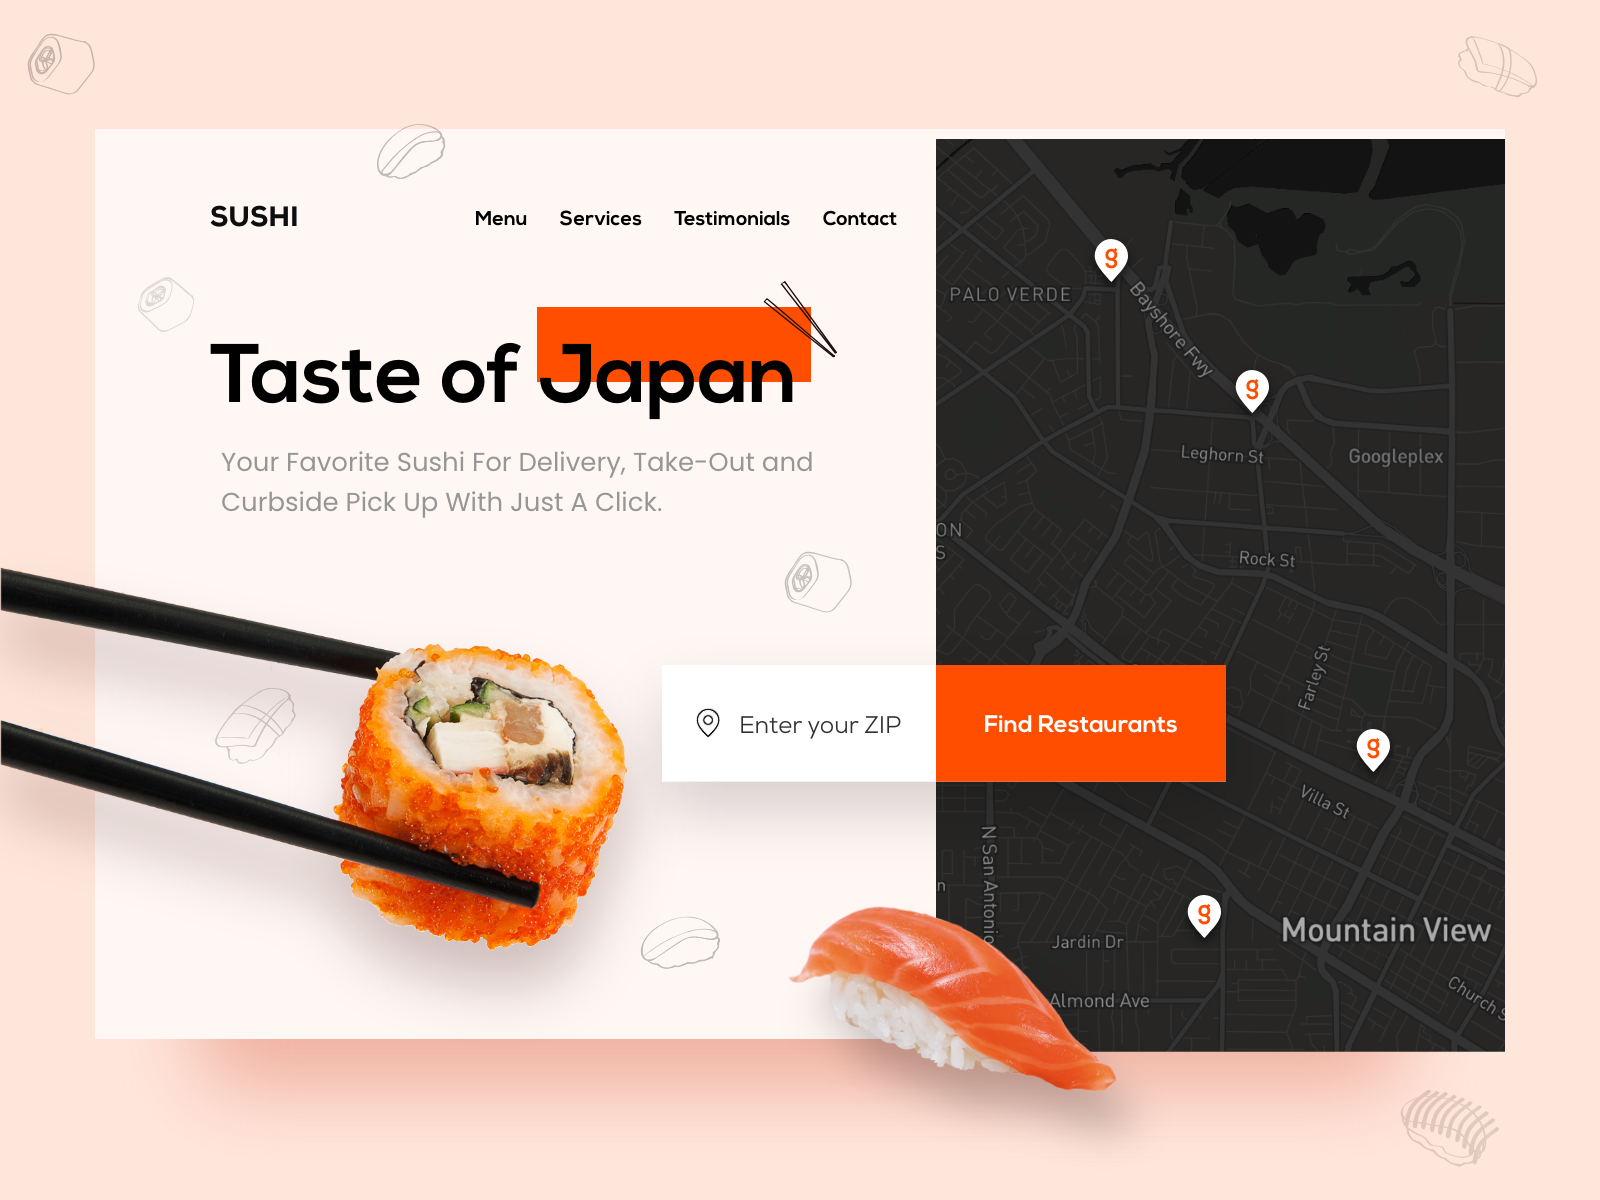 SUSHI
Menu Services Testimonials Contact
Taste of Japan
Your Favorite Sushi For Delivery, Take-Out and
Curbside Pick Up With Just A Click.
Enter your ZIP
Find Restaurants
g
PALO VERDE
Bayshore Fwy
g
Leghorn St
Googleplex
ON
S
Rock St
Farley St
g
Villa St
N San Antonio
n
g
Mountain View
Jardin Dr
Almond Ave
Church S